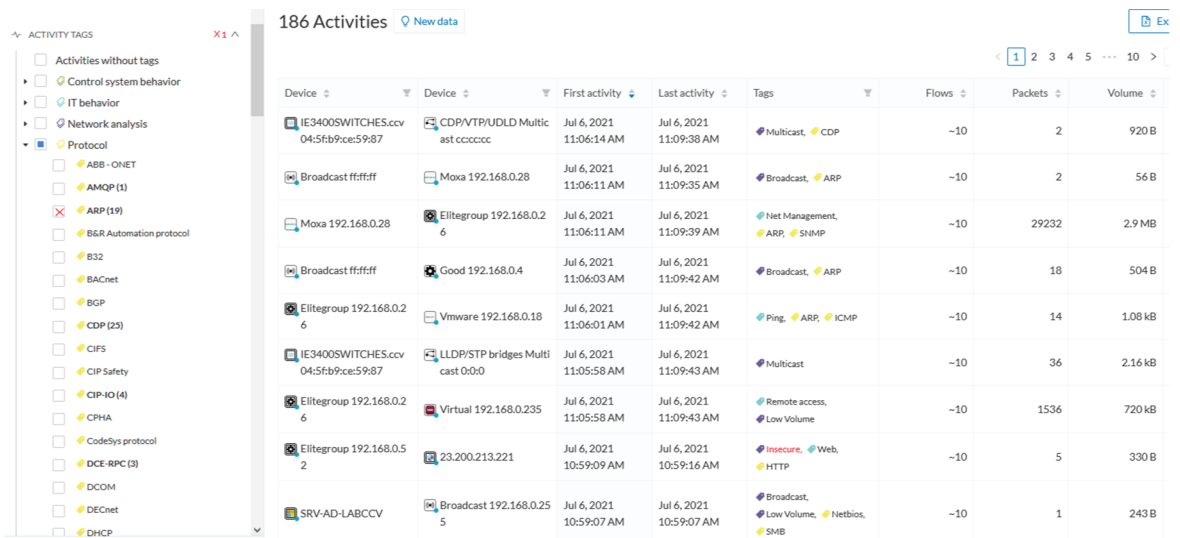 186 Activities
New data
Ex
ACTIVITY TAGS
X1
Activities without tags
Control system behavior
IT behavior
Network analysis
Protocol
ABB - ONET
AMQP (1)
ARP (19)
B&R Automation protocol
B32
BACnet
BGP
CDP (25)
CIFS
CIP Safety
CIP-IO (4)
CPHA
CodeSys protocol
DCE-RPC (3)
DCOM
DECnet
DHCP
< 1 2 3 4 5 ··· 10 >
Device Device First activity Last activity Tags Flows Packets Volume
IE3400SWITCHES.ccv CDP/VTP/UDLD Multic Jul 6, 2021 Jul 6, 2021 Multicast, CDP ~10 2 920 B
04:5f:b9:ce:59:87 ast cc:cc:cc 11:06:14 AM 11:09:38 AM
Broadcast ff:ff:ff Moxa 192.168.0.28 Jul 6, 2021 Jul 6, 2021 Broadcast, ARP ~10 2 56 B
11:06:11 AM 11:09:35 AM
Moxa 192.168.0.28 Elitegroup 192.168.0.2 Jul 6, 2021 Jul 6, 2021 Net Management, ~10 29232 2.9 MB
6 11:06:11 AM 11:09:39 AM ARP, SNMP
Broadcast ff:ff:ff Good 192.168.0.4 Jul 6, 2021 Jul 6, 2021 Broadcast, ARP ~10 18 504 B
11:06:03 AM 11:09:42 AM
Elitegroup 192.168.0.2 Vmware 192.168.0.18 Jul 6, 2021 Jul 6, 2021 Ping, ARP, ICMP ~10 14 1.08 kB
6 11:06:01 AM 11:09:42 AM
IE3400SWITCHES.ccv LLDP/STP bridges Multi Jul 6, 2021 Jul 6, 2021 Multicast ~10 36 2.16 kB
04:5f:b9:ce:59:87 cast 0:0:0 11:05:58 AM 11:09:43 AM
Elitegroup 192.168.0.2 Virtual 192.168.0.235 Jul 6, 2021 Jul 6, 2021 Remote access, ~10 1536 720 kB
6 11:05:58 AM 11:09:43 AM Low Volume
Elitegroup 192.168.0.5 23.200.213.221 Jul 6, 2021 Jul 6, 2021 Insecure, Web, ~10 5 330 B
2 10:59:09 AM 10:59:16 AM HTTP
SRV-AD-LABCCV Broadcast 192.168.0.25 Jul 6, 2021 Jul 6, 2021 Broadcast, ~10 1 243 B
5 10:59:07 AM 10:59:07 AM Low Volume, Netbios,
SMB